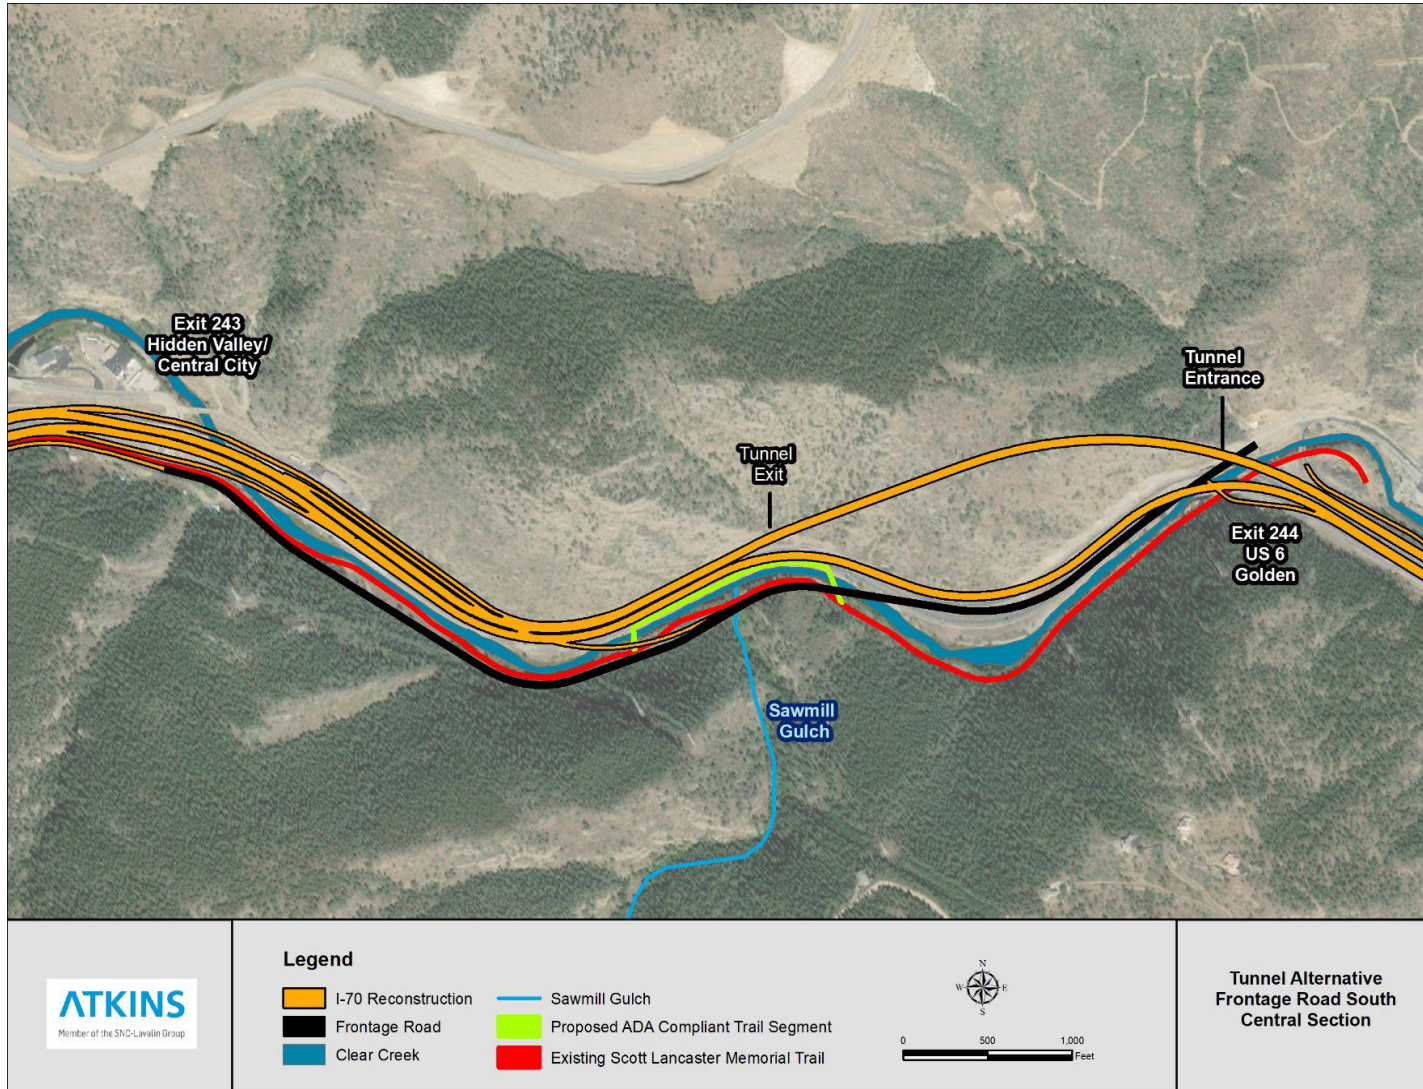 Exit 243
Hidden Valley/
Central City
Tunnel
Entrance
Tunnel
Exit
Exit 244
US 6
Golden
Sawmill
Gulch
ATKINS
Member of the SNC-Lavalin Group
Legend
I-70 Reconstruction
Frontage Road
Clear Creek
Sawmill Gulch
Proposed ADA Compliant Trail Segment
Existing Scott Lancaster Memorial Trail
N
W E
S
0 500 1,000
Feet
Tunnel Alternative
Frontage Road South
Central Section